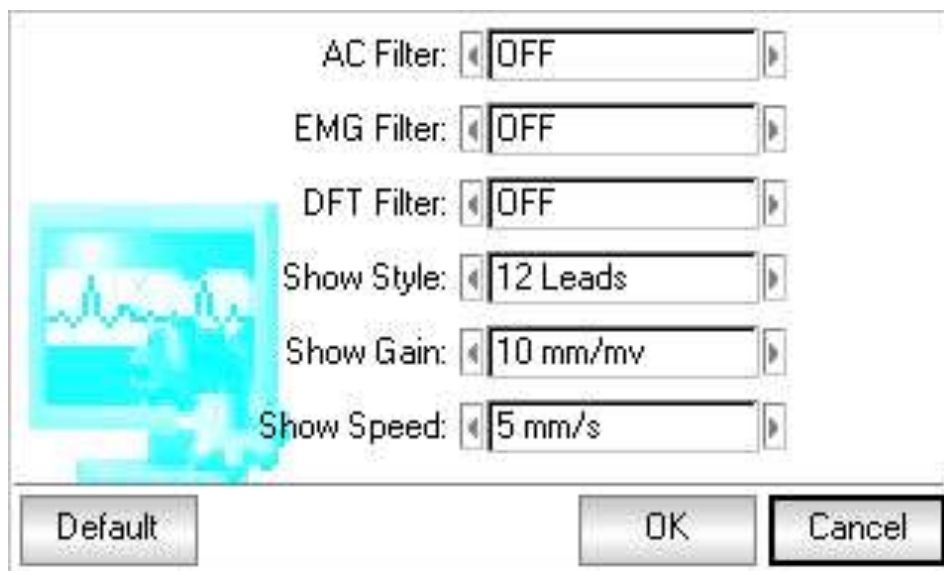 AC Filter: OFF
EMG Filter: OFF
DFT Filter: OFF
Show Style: 12 Leads
Show Gain: 10 mm/mv
Show Speed: 5 mm/s
Default OK Cancel